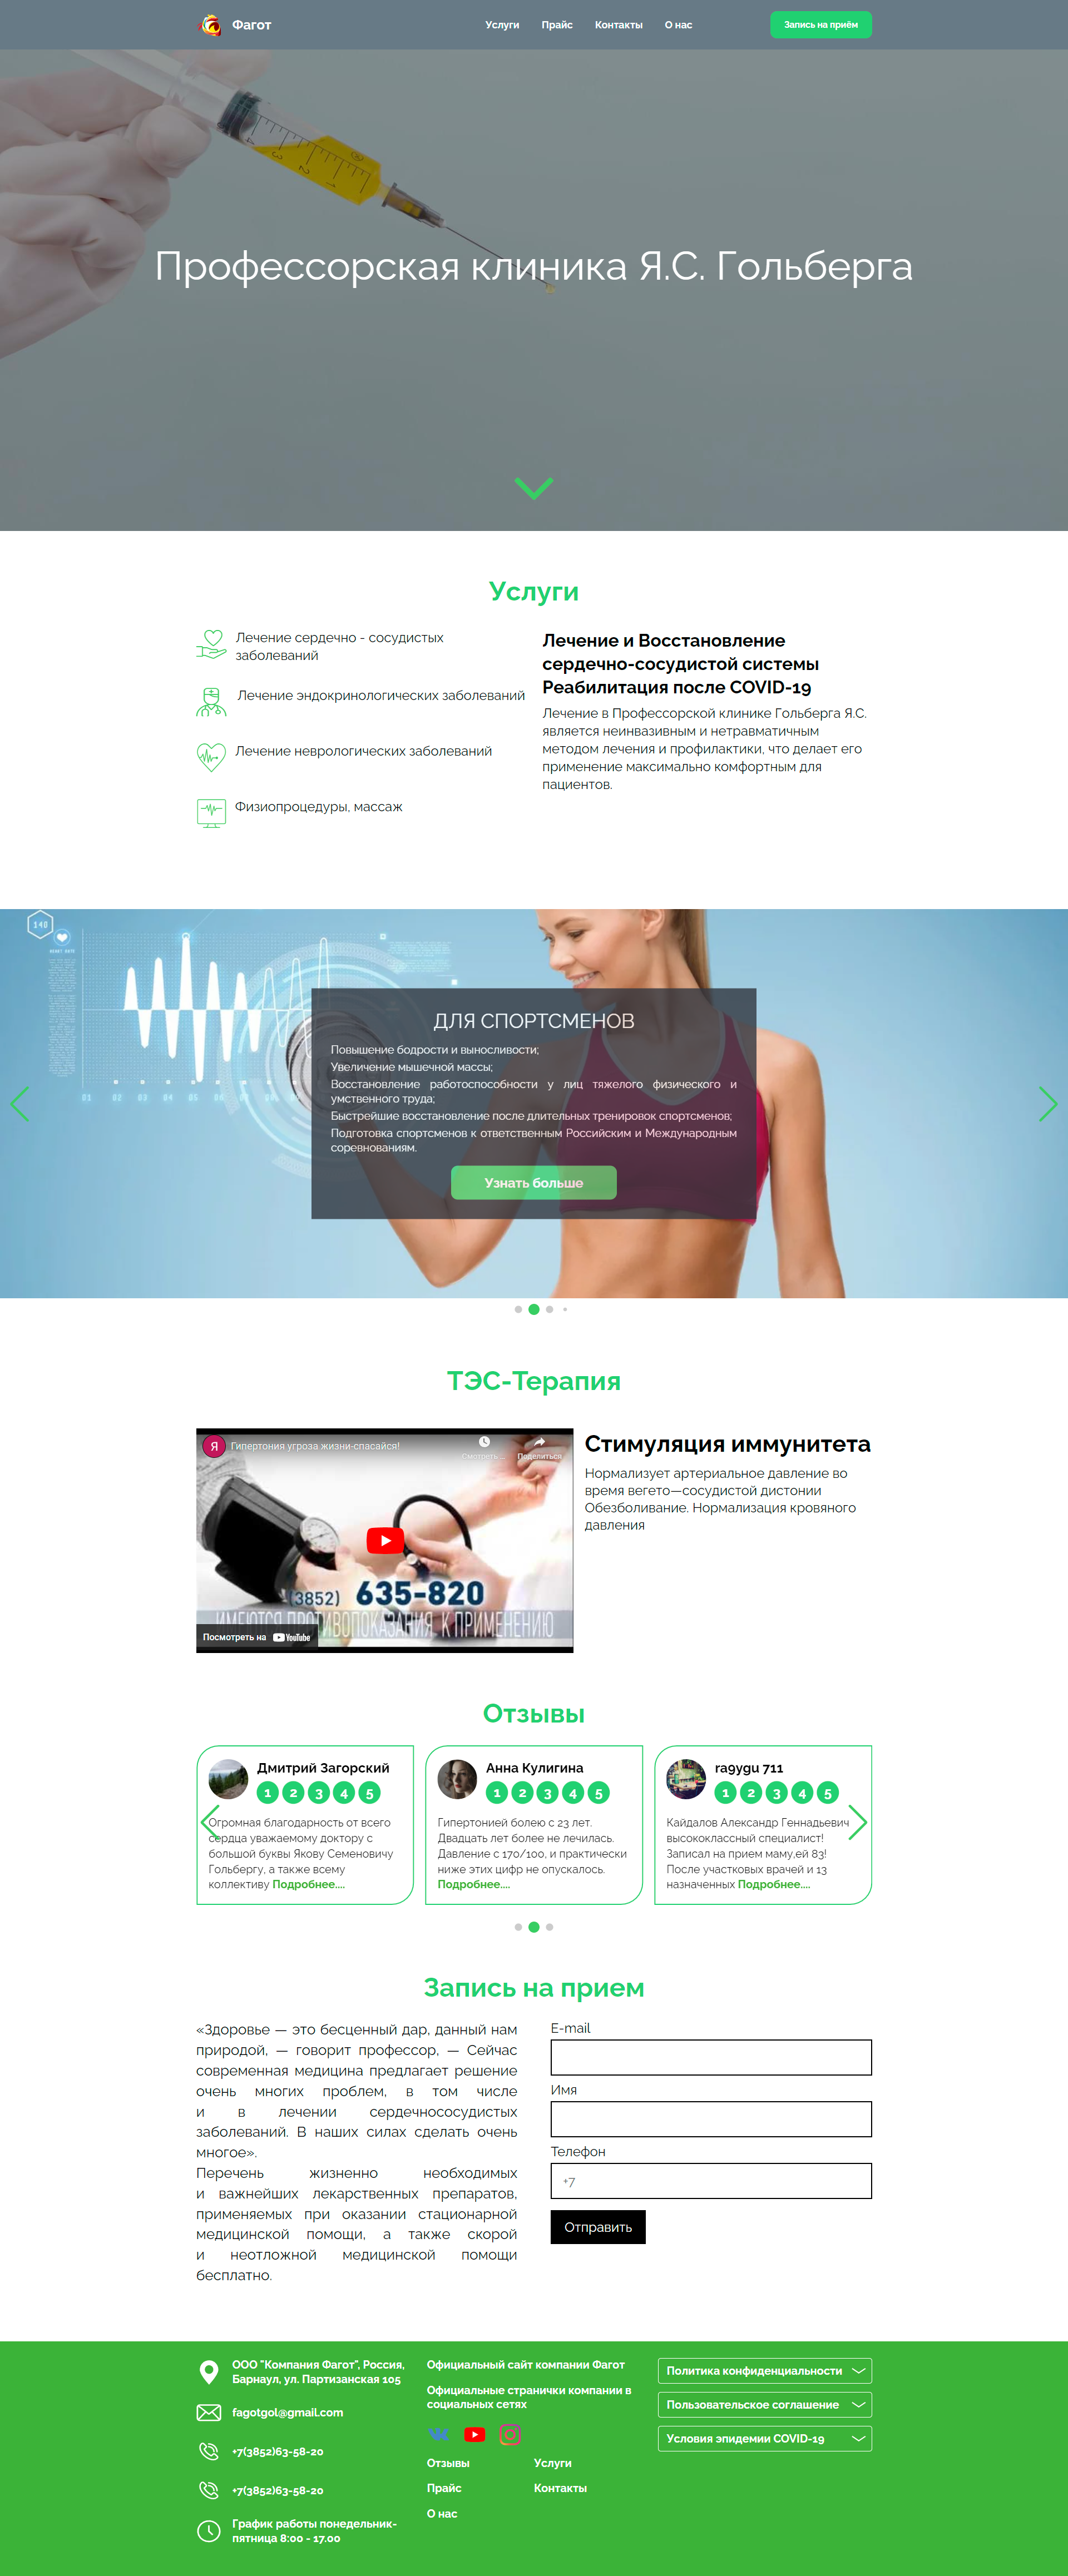 Фагот
Услуги
Прайс
Контакты
О нас
Запись на приём
Профессорская клиника Я.С. Гольберга
Услуги
Лечение сердечно - сосудистых
заболеваний
Лечение эндокринологических заболеваний
Лечение неврологических заболеваний
Физиопроцедуры, массаж
Лечение и Восстановление
сердечно-сосудистой системы
Реабилитация после COVID-19
Лечение в Профессорской клинике Гольберга Я.С.
является неинвазивным и нетравматичным
методом лечения и профилактики, что делает его
применение максимально комфортным для
пациентов.
140
ДЛЯ СПОРТСМЕНОВ
Повышение бодрости и выносливости;
Увеличение мышечной массы;
Восстановление работоспособности у лиц тяжелого физического и
умственного труда;
Быстрейшие восстановление после длительных тренировок спортсменов;
Подготовка спортсменов к ответственным Российским и Международным
соревнованиям.
Узнать больше
01 02 03 04 05 06 07
ТЭС-Терапия
Я
Гипертония угроза жизни-спасайся!
Смотреть...
Поделиться
(3852) 635-820
ИМЕЮТСЯ ПРОТИВОПОКАЗАНИЯ К ПРИМЕНЕНИЮ
Посмотреть на YouTube
Стимуляция иммунитета
Нормализует артериальное давление во
время вегето—сосудистой дистонии
Обезболивание. Нормализация кровяного
давления
Отзывы
Дмитрий Загорский
1 2 3 4 5
Огромная благодарность от всего
сердца уважаемому доктору с
большой буквы Якову Семеновичу
Гольбергу, а также всему
коллективу Подробнее....
Анна Кулигина
1 2 3 4 5
Гипертонией болею с 23 лет.
Двадцать лет более не лечилась.
Давление с 170/100, и практически
ниже этих цифр не опускалось.
Подробнее....
ra9ygu 711
1 2 3 4 5
Кайдалов Александр Геннадьевич
высококлассный специалист!
Записал на прием маму,ей 83!
После участковых врачей и 13
назначенных Подробнее....
Запись на прием
«Здоровье — это бесценный дар, данный нам
природой, — говорит профессор, — Сейчас
современная медицина предлагает решение
очень многих проблем, в том числе
и в лечении сердечнососудистых
заболеваний. В наших силах сделать очень
многое».
Перечень жизненно необходимых
и важнейших лекарственных препаратов,
применяемых при оказании стационарной
медицинской помощи, а также скорой
и неотложной медицинской помощи
бесплатно.
E-mail
Имя
Телефон
+7
Отправить
ООО "Компания Фагот", Россия,
Барнаул, ул. Партизанская 105
fagotgol@gmail.com
+7(3852)63-58-20
+7(3852)63-58-20
График работы понедельник-
пятница 8:00 - 17.00
Официальный сайт компании Фагот
Официальные странички компании в
социальных сетях
Отзывы
Услуги
Прайс
Контакты
О нас
Политика конфиденциальности
Пользовательское соглашение
Условия эпидемии COVID-19